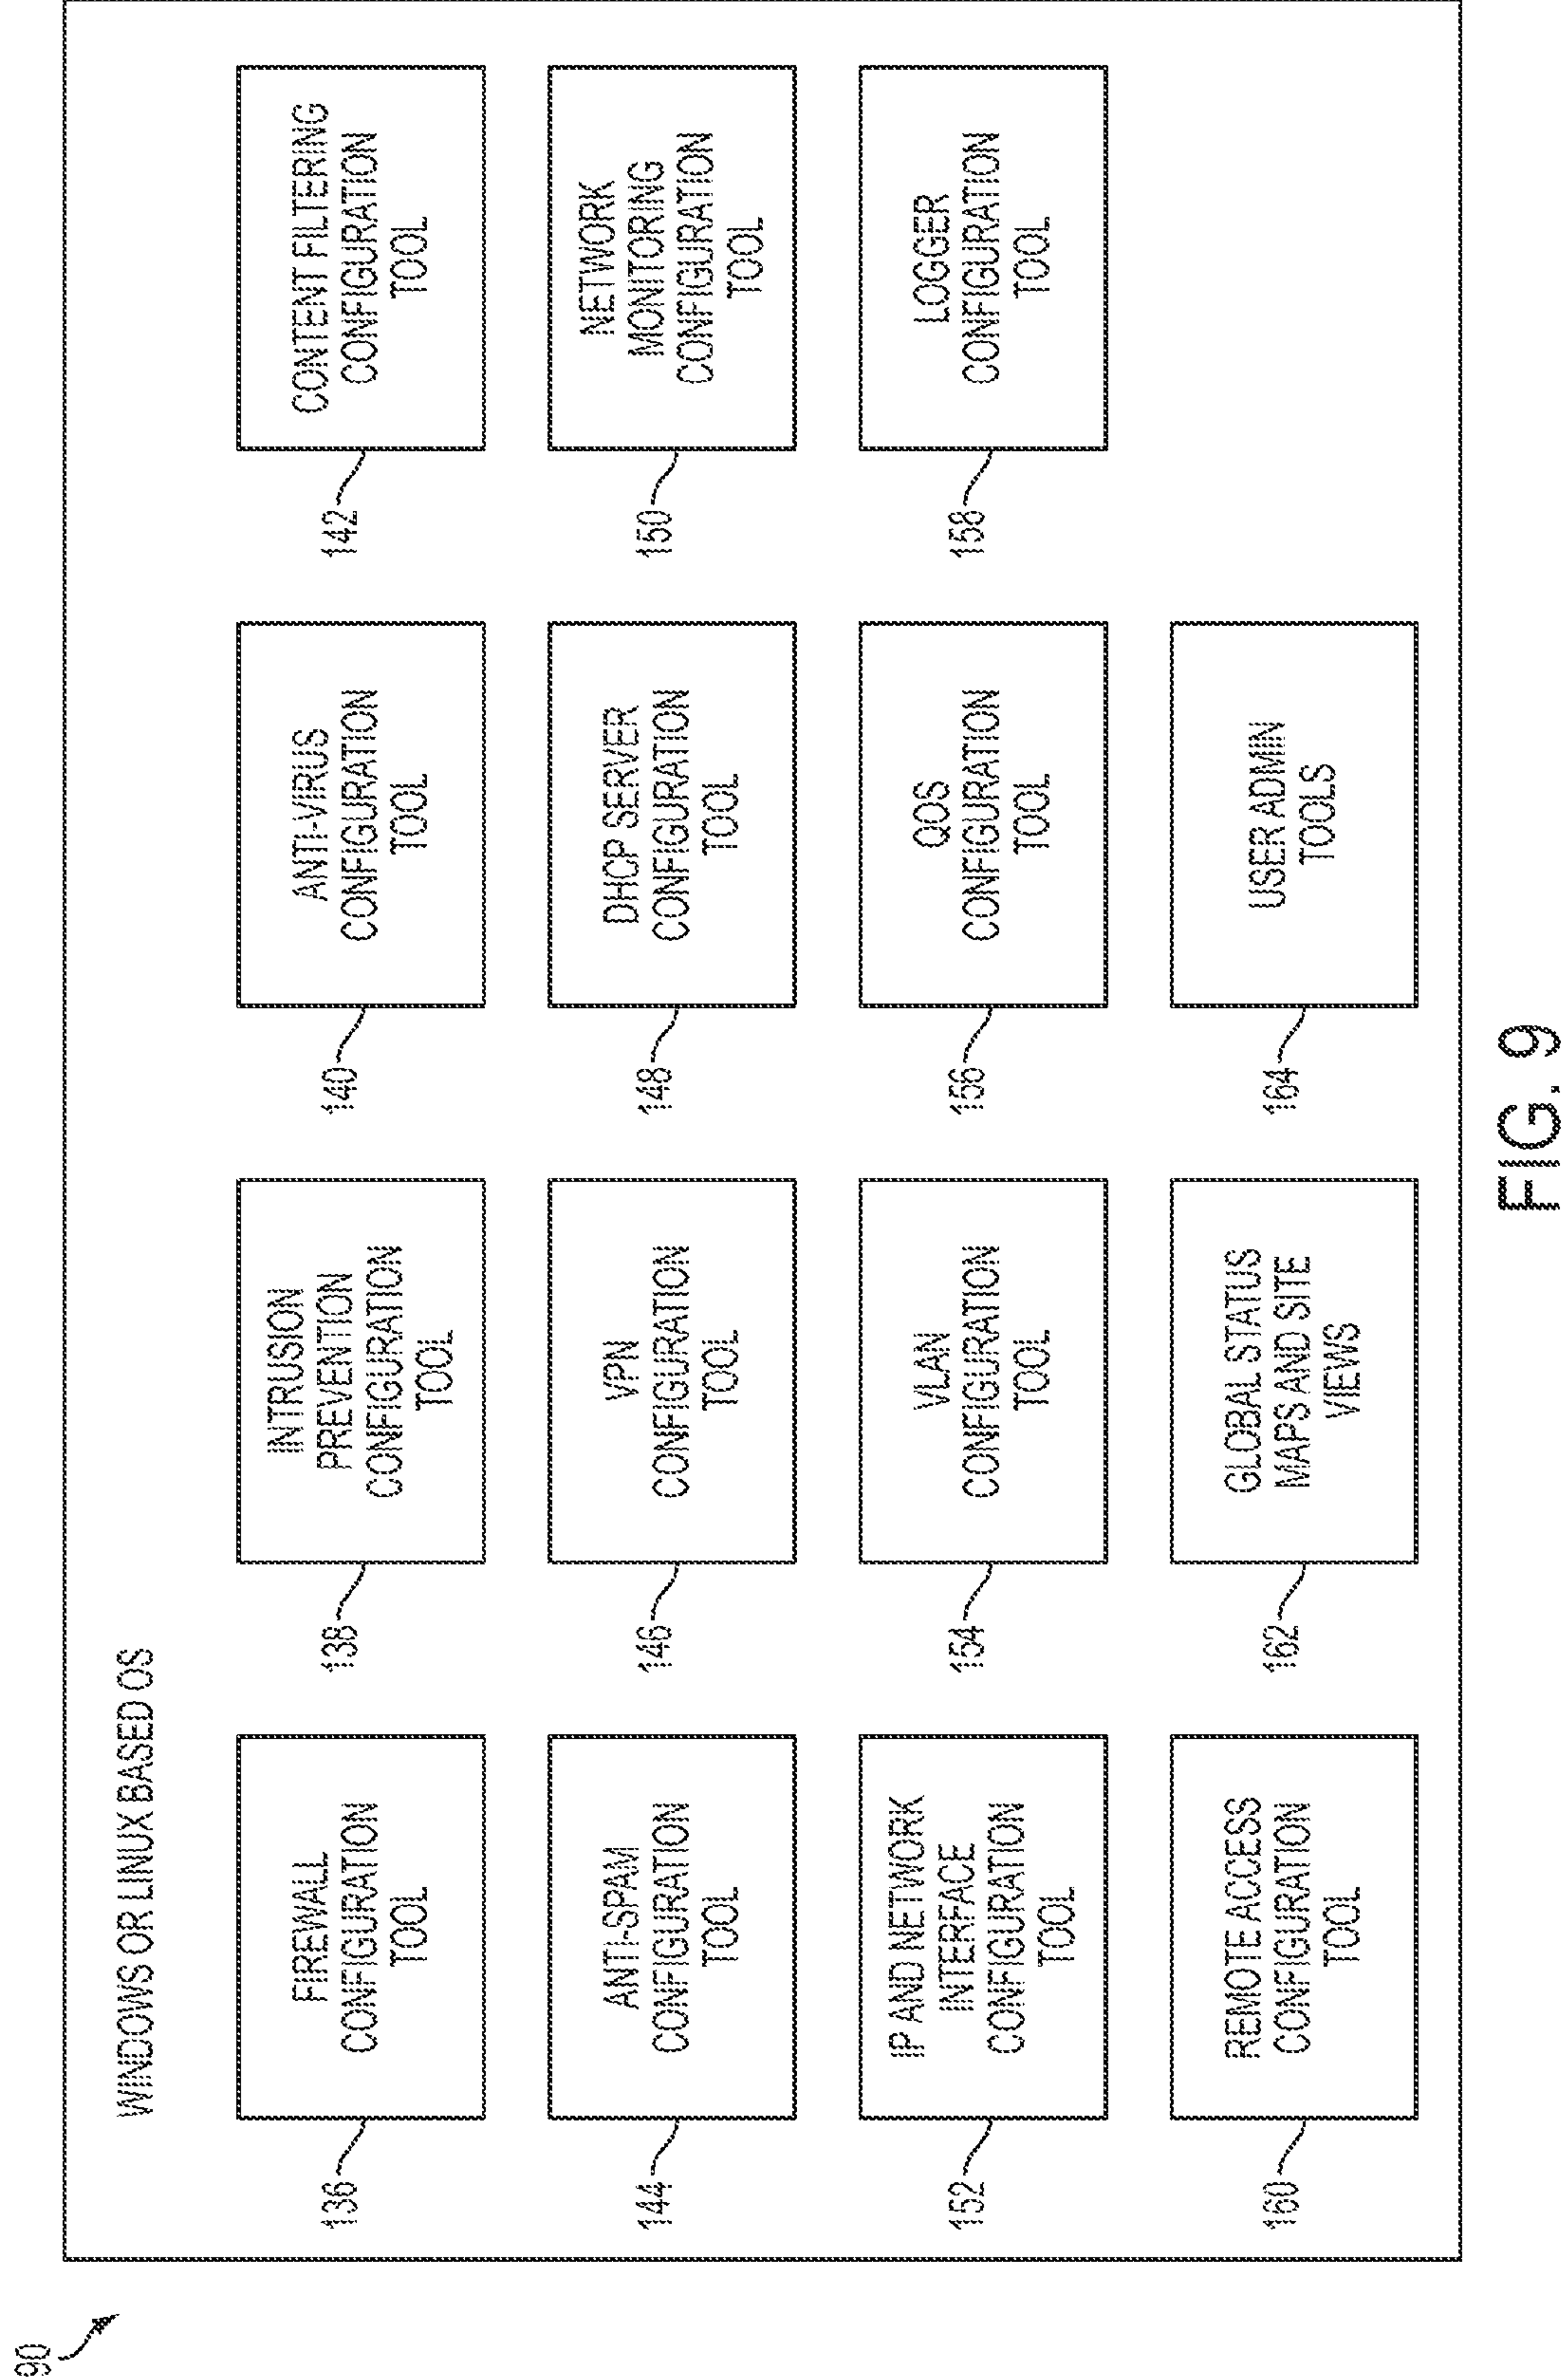 90
WINDOWS OR LINUX BASED OS
136
FIREWALL
CONFIGURATION
TOOL
138
INTRUSION
PREVENTION
CONFIGURATION
TOOL
140
ANTI-VIRUS
CONFIGURATION
TOOL
142
CONTENT FILTERING
CONFIGURATION
TOOL
144
ANTI-SPAM
CONFIGURATION
TOOL
146
VPN
CONFIGURATION
TOOL
148
DHCP SERVER
CONFIGURATION
TOOL
150
NETWORK
MONITORING
CONFIGURATION
TOOL
152
IP AND NETWORK
INTERFACE
CONFIGURATION
TOOL
154
VLAN
CONFIGURATION
TOOL
156
QOS
CONFIGURATION
TOOL
158
LOGGER
CONFIGURATION
TOOL
160
REMOTE ACCESS
CONFIGURATION
TOOL
162
GLOBAL STATUS
MAPS AND SITE
VIEWS
164
USER ADMIN
TOOLS
FIG. 9